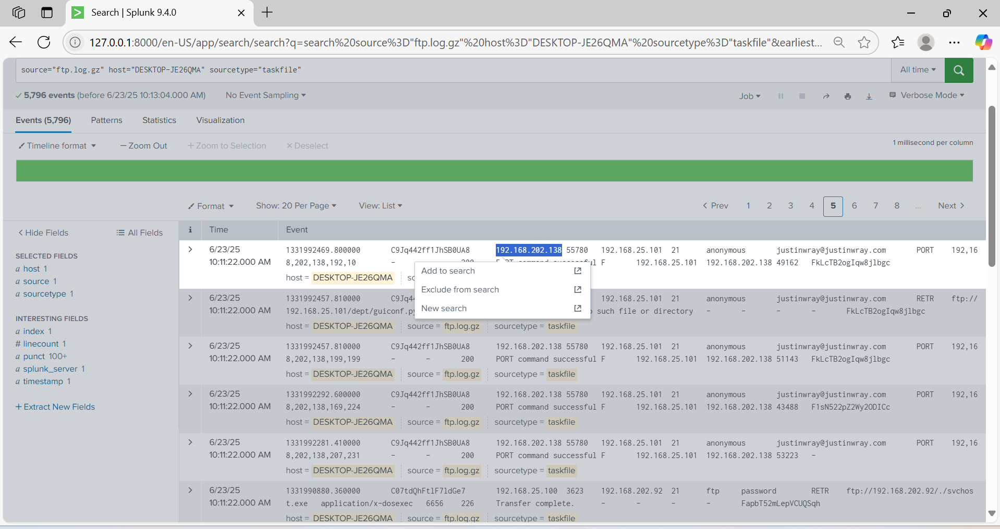 Search | Splunk 9.4.0
127.0.0.1:8000/en-US/app/search/search?q=search%20source%3D"ftp.log.gz"%20host%3D"DESKTOP-JE26QMA"%20sourcetype%3D"taskfile"&earliest...
source="ftp.log.gz" host="DESKTOP-JE26QMA" sourcetype="taskfile"
All time
5,796 events (before 6/23/25 10:13:04.000 AM) No Event Sampling
Job Verbose Mode
Events (5,796) Patterns Statistics Visualization
Timeline format — Zoom Out + Zoom to Selection × Deselect
1 millisecond per column
Format Show: 20 Per Page View: List
< Prev 1 2 3 4 5 6 7 8 ... Next >
< Hide Fields All Fields
SELECTED FIELDS
a host 1
a source 1
a sourcetype 1
INTERESTING FIELDS
a index 1
# linecount 1
a punct 100+
a splunk_server 1
a timestamp 1
+ Extract New Fields
i Time Event
> 6/23/25 1331992469.800000 C9Jq442ff1JhSB0UA8 192.168.202.138 55780 192.168.25.101 21 anonymous justinwray@justinwray.com PORT 192,16
10:11:22.000 AM 8,202,138,192,10 - F 192.168.25.101 192.168.202.138 49162 FkLcTB2ogIqw8jlbgc
host = DESKTOP-JE26QMA
Add to search
Exclude from search
New search
> 6/23/25 1331992457.810000 192.168.25.101 21 anonymous justinwray@justinwray.com RETR ftp://
10:11:22.000 AM 192.168.25.101/dept/guiconf.p such file or directory - - - - FkLcTB2ogIqw8jlbgc
host = DESKTOP-JE26QMA source = ftp.log.gz sourcetype = taskfile
> 6/23/25 1331992457.810000 C9Jq442ff1JhSB0UA8 192.168.202.138 55780 192.168.25.101 21 anonymous justinwray@justinwray.com PORT 192,16
10:11:22.000 AM 8,202,138,199,199 - - 200 PORT command successful F 192.168.25.101 192.168.202.138 51143 FkLcTB2ogIqw8jlbgc
host = DESKTOP-JE26QMA source = ftp.log.gz sourcetype = taskfile
> 6/23/25 1331992292.600000 C9Jq442ff1JhSB0UA8 192.168.202.138 55780 192.168.25.101 21 anonymous justinwray@justinwray.com PORT 192,16
10:11:22.000 AM 8,202,138,169,224 - - 200 PORT command successful F 192.168.25.101 192.168.202.138 43488 F1sN522pZ2Wy2ODICc
host = DESKTOP-JE26QMA source = ftp.log.gz sourcetype = taskfile
> 6/23/25 1331992281.410000 C9Jq442ff1JhSB0UA8 192.168.202.138 55780 192.168.25.101 21 anonymous justinwray@justinwray.com PORT 192,16
10:11:22.000 AM 8,202,138,207,231 - - 200 PORT command successful F 192.168.25.101 192.168.202.138 53223 -
host = DESKTOP-JE26QMA source = ftp.log.gz sourcetype = taskfile
> 6/23/25 1331990880.360000 C07tdQhFtlF7ldGe7 192.168.25.100 3623 192.168.202.92 21 ftp password RETR ftp://192.168.202.92/./svchos
10:11:22.000 AM t.exe application/x-dosexec 6656 226 Transfer complete. - - - - FapbT52mLepVCUQSqh
host = DESKTOP-JE26QMA source = ftp.log.gz sourcetype = taskfile